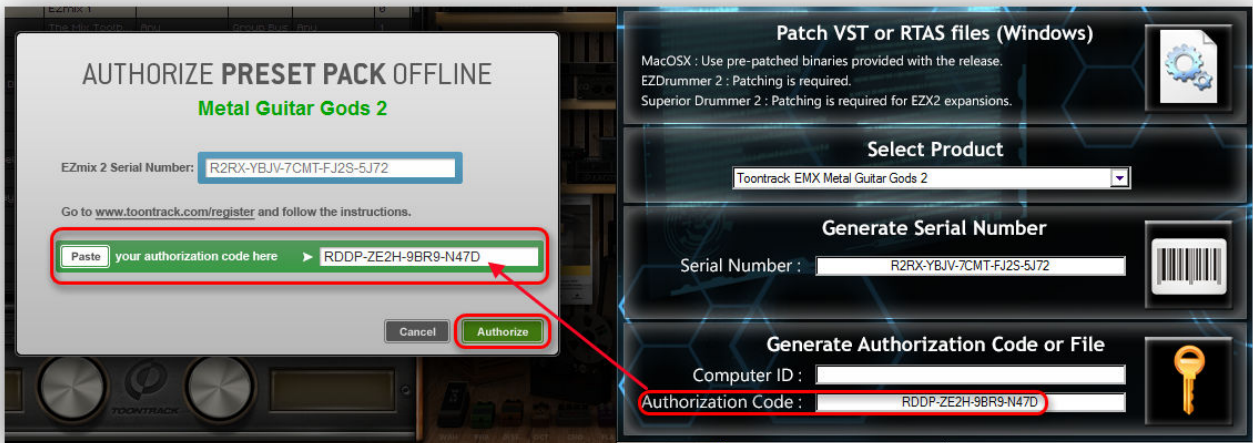 AUTHORIZE PRESET PACK OFFLINE
Metal Guitar Gods 2
EZmix 2 Serial Number: R2RX-YBJV-7CMT-FJ2S-5J72
Go to www.toontrack.com/register and follow the instructions.
Paste your authorization code here RDDP-ZE2H-9BR9-N47D
Cancel Authorize
TOONTRACK
Patch VST or RTAS files (Windows)
MacOSX : Use pre-patched binaries provided with the release.
EZDrummer 2 : Patching is required.
Superior Drummer 2 : Patching is required for EZX2 expansions.
Select Product
Toontrack EMX Metal Guitar Gods 2
Generate Serial Number
Serial Number : R2RX-YBJV-7CMT-FJ2S-5J72
Generate Authorization Code or File
Computer ID :
Authorization Code : RDDP-ZE2H-9BR9-N47D